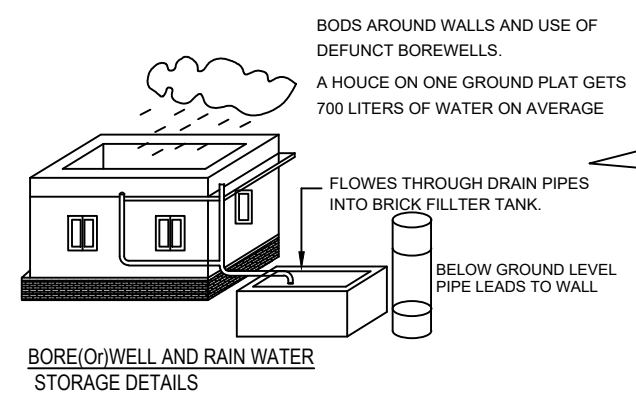 BODS AROUND WALLS AND USE OF
DEFUNCT BOREWELLS.
A HOUCE ON ONE GROUND PLAT GETS
700 LITERS OF WATER ON AVERAGE
FLOWES THROUGH DRAIN PIPES
INTO BRICK FILLTER TANK.
BELOW GROUND LEVEL
PIPE LEADS TO WALL
BORE(Or)WELL AND RAIN WATER
STORAGE DETAILS